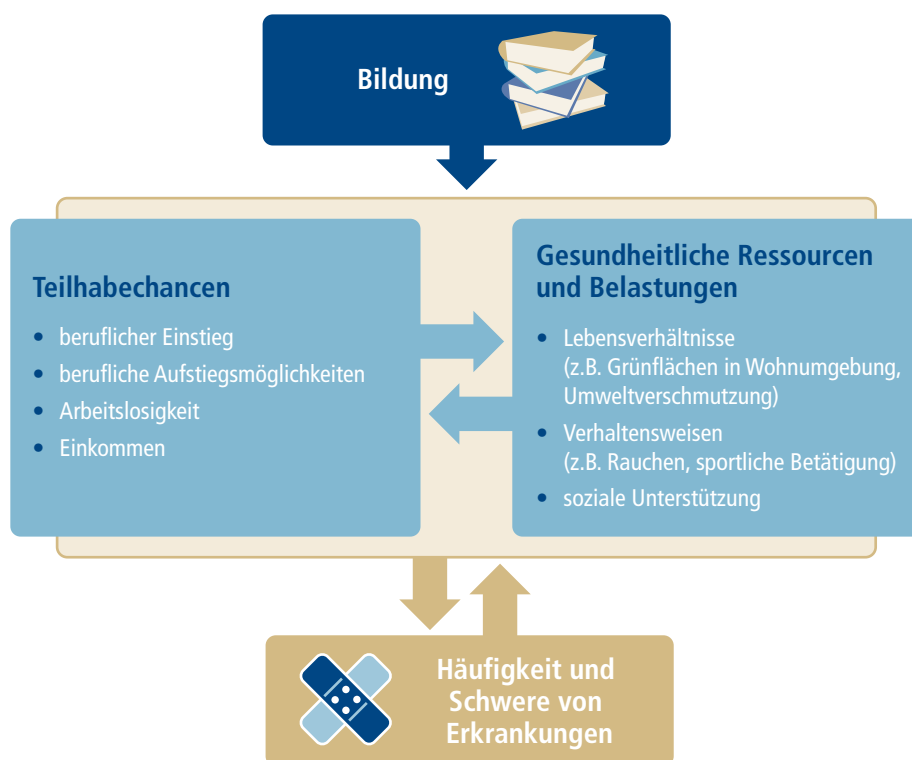 Bildung
Teilhabechancen
• beruflicher Einstieg
• berufliche Aufstiegsmöglichkeiten
• Arbeitslosigkeit
• Einkommen
Gesundheitliche Ressourcen
und Belastungen
• Lebensverhältnisse
(z.B. Grünflächen in Wohnumgebung,
Umweltverschmutzung)
• Verhaltensweisen
(z.B. Rauchen, sportliche Betätigung)
• soziale Unterstützung
Häufigkeit und
Schwere von
Erkrankungen